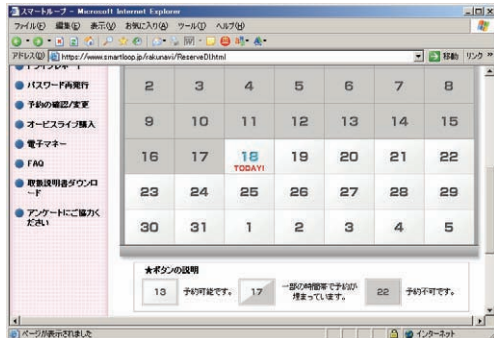 スマートループ - Microsoft Internet Explorer
ファイル(F) 編集(E) 表示(V) お気に入り(A) ツール(T) ヘルプ(H)
アドレス(D) https://www.smartloop.jp/rakunavi/ReserveDl.html 移動 リンク »
パスワード再発行
予約の確認/変更
オービスライブ購入
電子マネー
FAQ
取扱説明書ダウンロ
ード
アンケートにご協力く
ださい
2 3 4 5 6 7 8
9 10 11 12 13 14 15
16 17 18 19 20 21 22
TODAY!
23 24 25 26 27 28 29
30 31 1 2 3 4 5
★ボタンの説明
13 予約可能です。 17 一部の時間帯で予約が
埋まっています。 22 予約不可です。
ページが表示されました インターネット